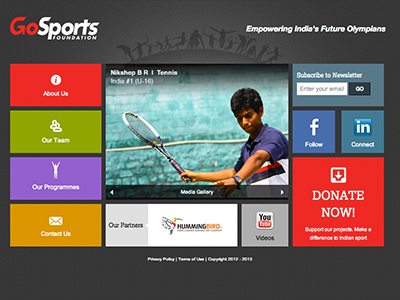 GoSports
FOUNDATION
Empowering India's Future Olympians
About Us
Our Team
Our Programmes
Contact Us
Nikshep B R I Tennis
India #1 (U-16)
Media Gallery
Our Partners
HUMMINGBIRD.
You
Tube
Videos
Subcribe to Newsletter
Enter your email
GO
f
Follow
in
Connect
DONATE
NOW!
Support our projects. Make a
difference to Indian sport
Privacy Policy | Terms of Use | Copyright 2012 - 2013